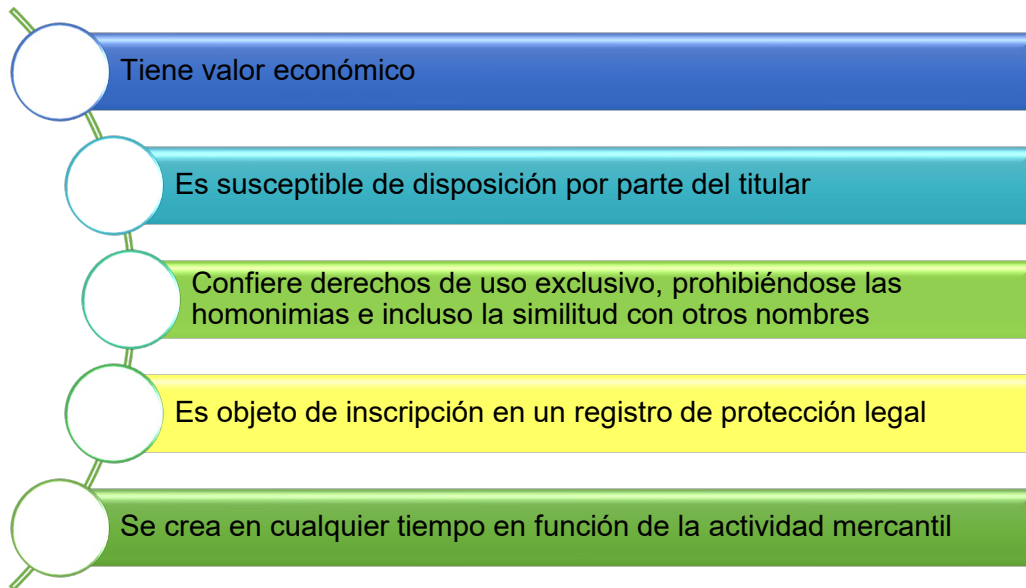 Tiene valor económico
Es susceptible de disposición por parte del titular
Confiere derechos de uso exclusivo, prohibiéndose las
homonimias e incluso la similitud con otros nombres
Es objeto de inscripción en un registro de protección legal
Se crea en cualquier tiempo en función de la actividad mercantil